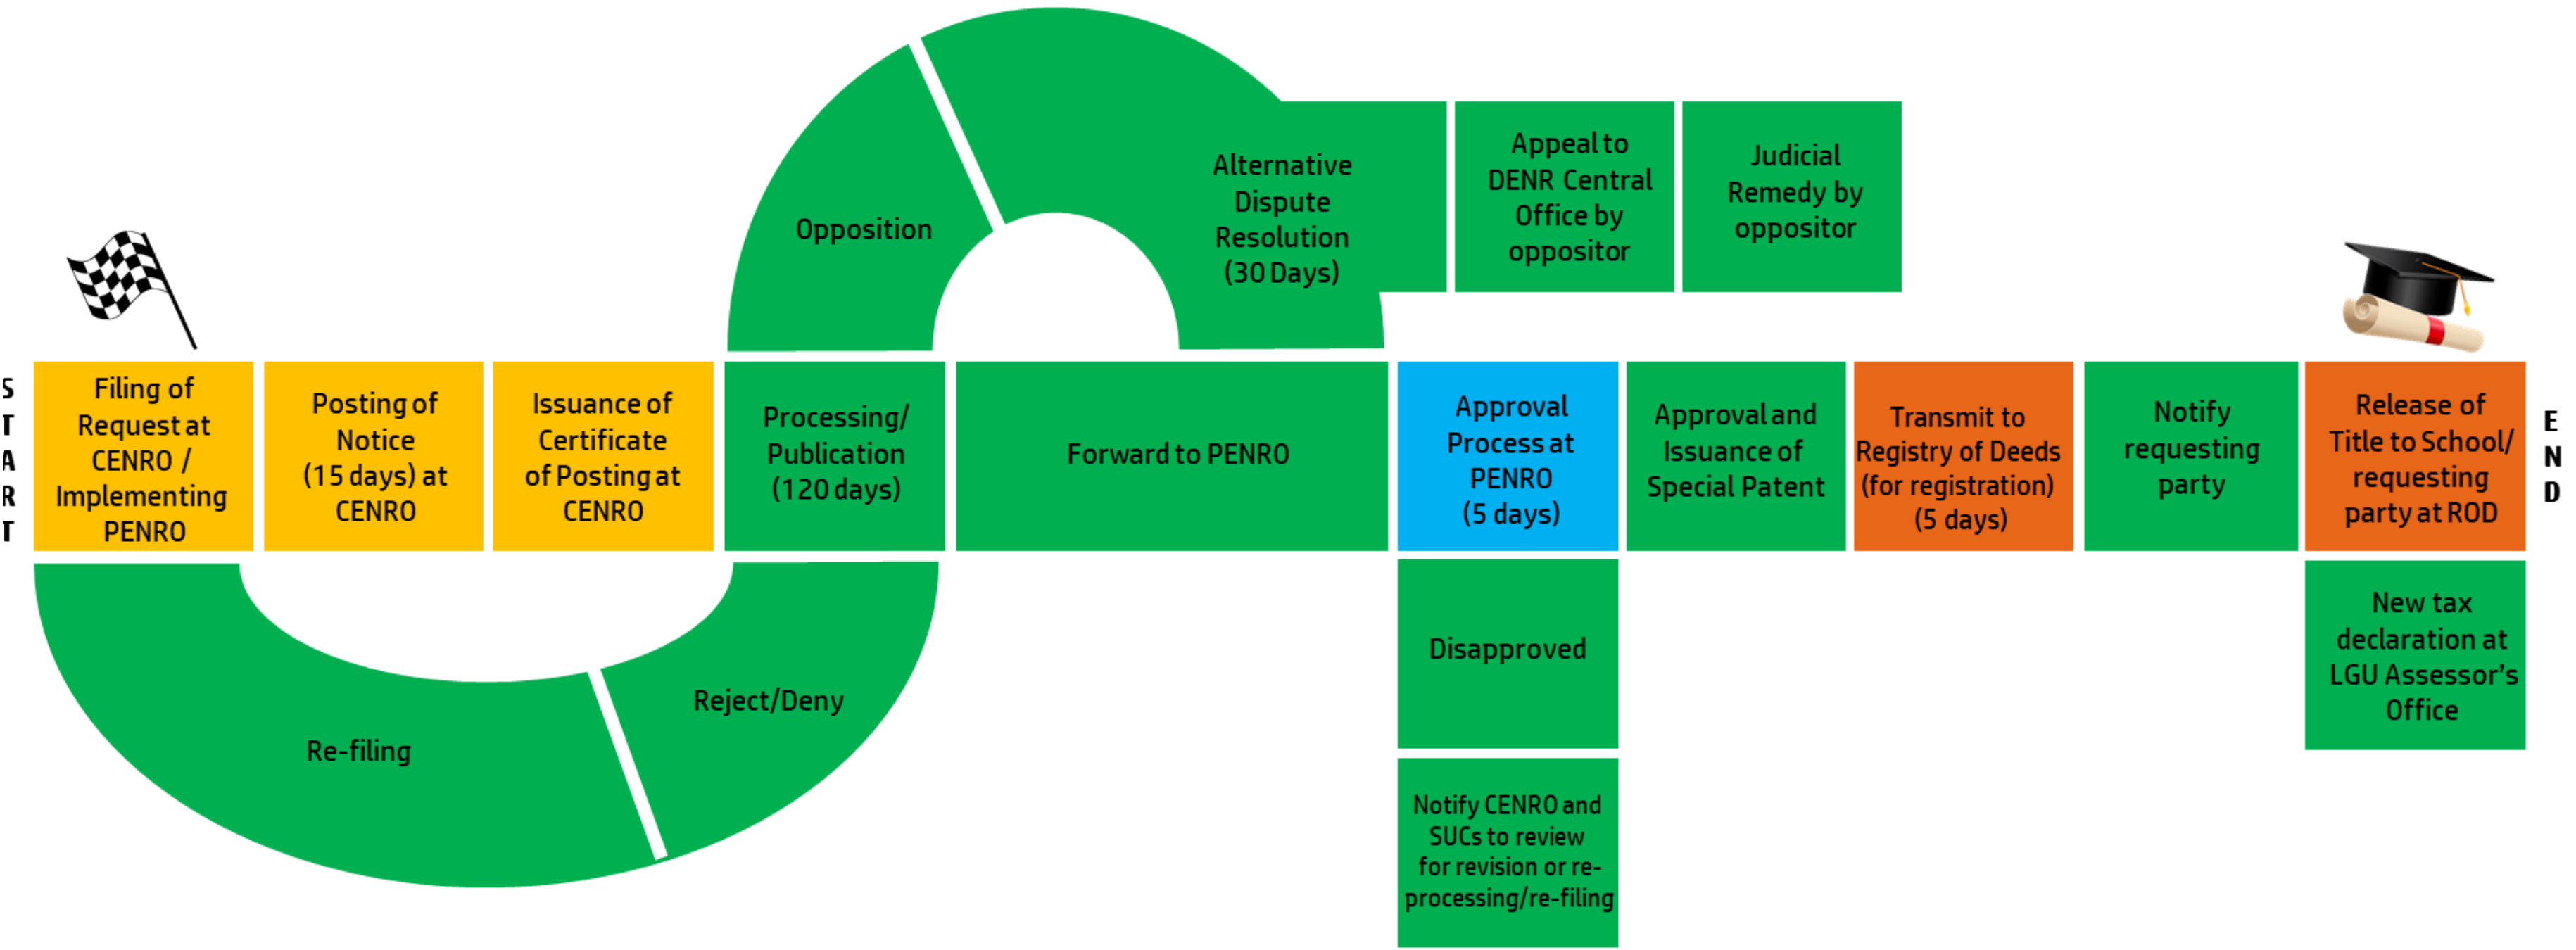 Opposition
Alternative
Dispute
Resolution
(30 Days)
Appeal to
DENR Central
Office by
oppositor
Judicial
Remedy by
oppositor
START
Filing of
Request at
CENRO /
Implementing
PENRO
Posting of
Notice
(15 days) at
CENRO
Issuance of
Certificate
of Posting at
CENRO
Processing/
Publication
(120 days)
Forward to PENRO
Approval
Process at
PENRO
(5 days)
Approval and
Issuance of
Special Patent
Transmit to
Registry of Deeds
(for registration)
(5 days)
Notify
requesting
party
Release of
Title to School/
requesting
party at ROD
END
Re-filing
Reject/Deny
Disapproved
Notify CENRO and
SUCs to review
for revision or re-
processing/re-filing
New tax
declaration at
LGU Assessor’s
Office